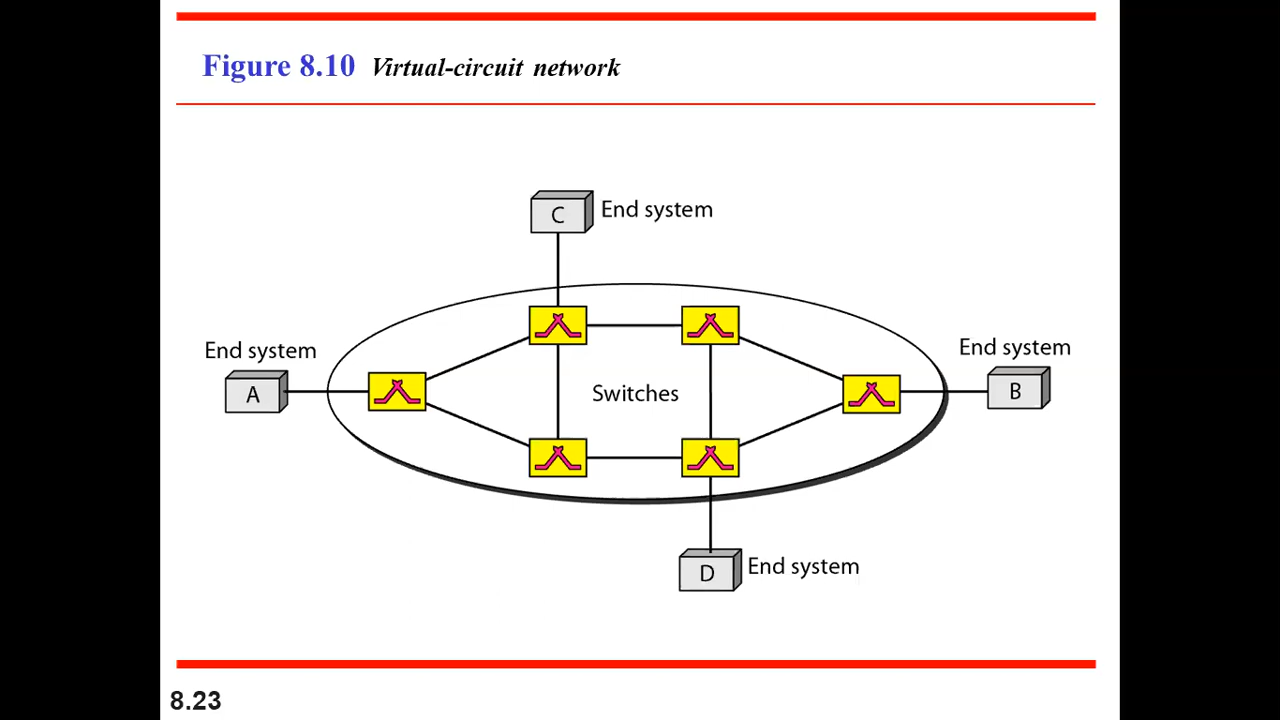 Figure 8.10 Virtual-circuit network
C End system
End system
A
Switches
End system
B
D End system
8.23